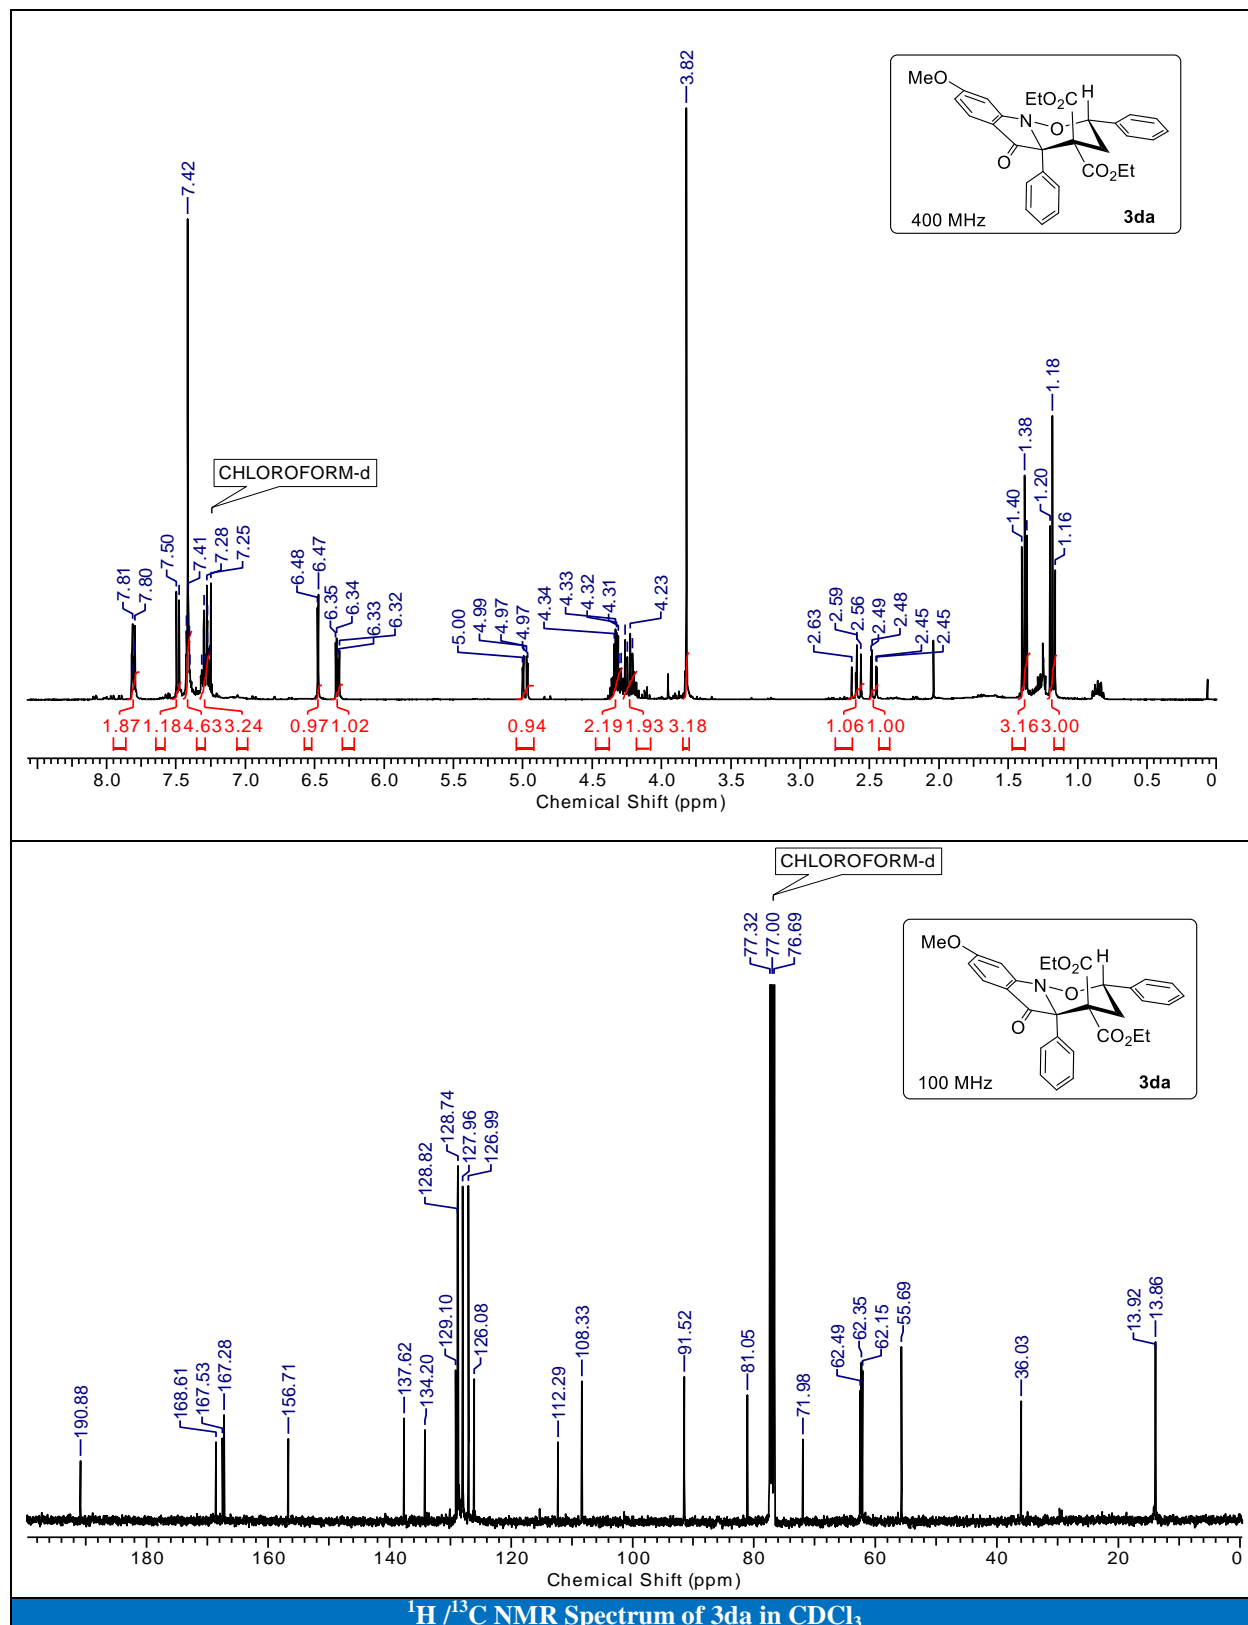 3.82
MeO
EtO2C
H
N
O
O
CO2Et
400 MHz
3da
7.42
CHLOROFORM-d
7.81
7.80
7.50
7.41
7.28
7.25
6.48
6.47
6.35
6.34
6.33
6.32
5.00
4.99
4.97
4.97
4.34
4.33
4.32
4.31
4.23
2.63
2.59
2.56
2.49
2.48
2.45
2.45
1.40
1.38
1.20
1.18
1.16
1.87 1.18 4.63 3.24 0.97 1.02 0.94 2.19 1.93 3.18 1.06 1.00 3.16 3.00
8.0 7.5 7.0 6.5 6.0 5.5 5.0 4.5 4.0 3.5 3.0 2.5 2.0 1.5 1.0 0.5 0
Chemical Shift (ppm)
CHLOROFORM-d
77.32
77.00
76.69
MeO
EtO2C
H
N
O
O
CO2Et
100 MHz
3da
190.88
168.61
167.53
167.28
156.71
137.62
134.20
129.10
128.82
128.74
127.96
126.99
126.08
112.29
108.33
91.52
81.05
71.98
62.49
62.35
62.15
55.69
36.03
13.92
13.86
180 160 140 120 100 80 60 40 20 0
Chemical Shift (ppm)
1H /13C NMR Spectrum of 3da in CDCl3